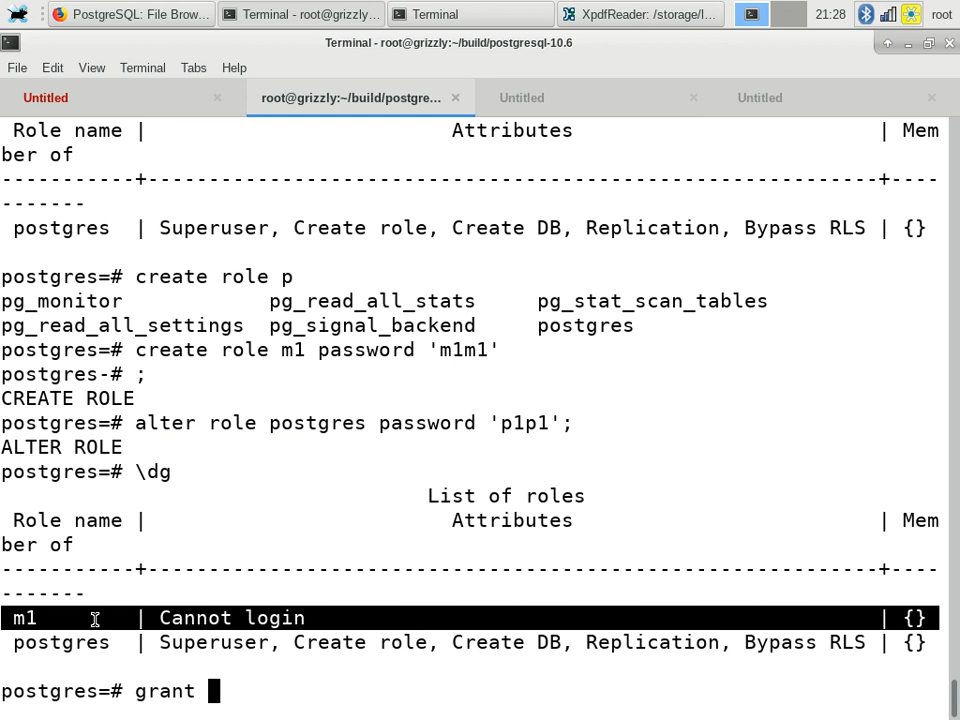 PostgreSQL: File Brow...
Terminal - root@grizzly:...
Terminal
XpdfReader: /storage/l...
21:28
root
Terminal - root@grizzly:~/build/postgresql-10.6
File Edit View Terminal Tabs Help
Untitled
root@grizzly:~/build/postgre...
Untitled
Untitled
Role name | Attributes | Mem
ber of
-----------+------------------------------------------------------------+----
-------
postgres | Superuser, Create role, Create DB, Replication, Bypass RLS | {}
postgres=# create role p
pg_monitor pg_read_all_stats pg_stat_scan_tables
pg_read_all_settings pg_signal_backend postgres
postgres=# create role m1 password 'm1m1'
postgres-# ;
CREATE ROLE
postgres=# alter role postgres password 'p1p1';
ALTER ROLE
postgres=# \dg
List of roles
Role name | Attributes | Mem
ber of
-----------+------------------------------------------------------------+----
-------
m1 | Cannot login | {}
postgres | Superuser, Create role, Create DB, Replication, Bypass RLS | {}
postgres=# grant